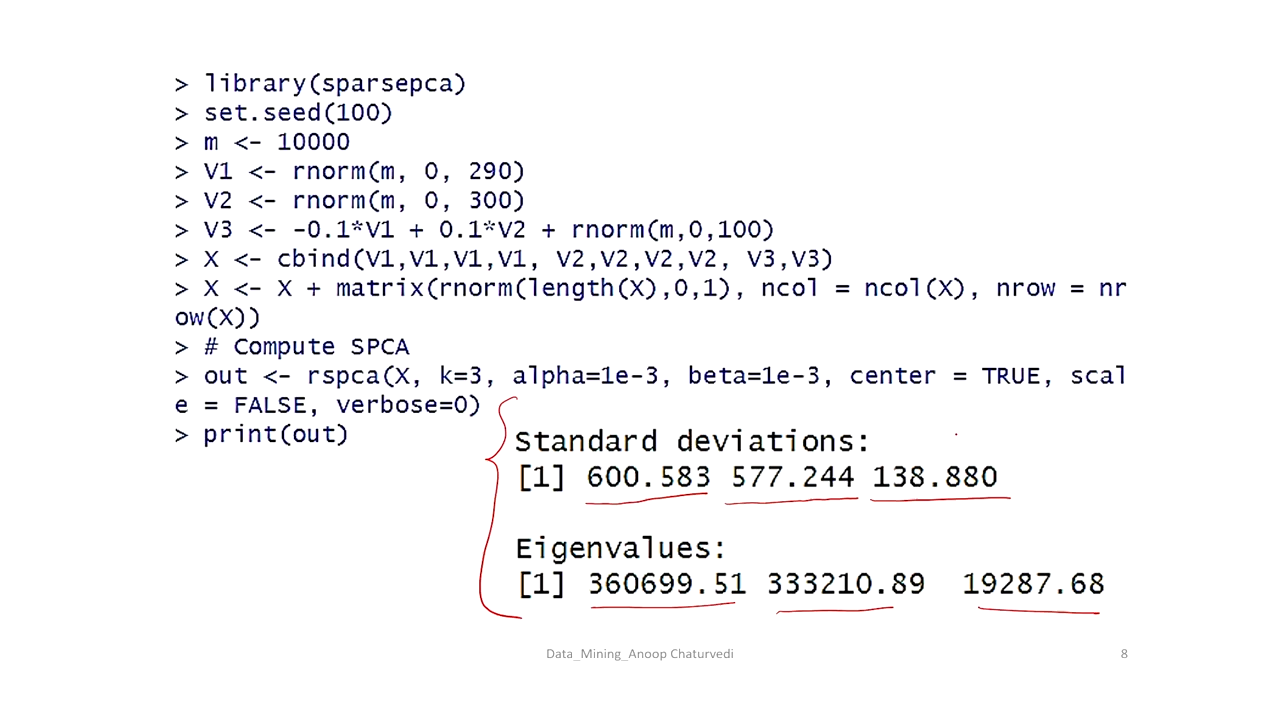 > library(sparsepca)
> set.seed(100)
> m <- 10000
> V1 <- rnorm(m, 0, 290)
> V2 <- rnorm(m, 0, 300)
> V3 <- -0.1*V1 + 0.1*V2 + rnorm(m,0,100)
> X <- cbind(V1,V1,V1,V1, V2,V2,V2,V2, V3,V3)
> X <- X + matrix(rnorm(length(X),0,1), ncol = ncol(X), nrow = nr
ow(X))
> # Compute SPCA
> out <- rspca(X, k=3, alpha=1e-3, beta=1e-3, center = TRUE, scal
e = FALSE, verbose=0)
> print(out)
Standard deviations:
[1] 600.583 577.244 138.880
Eigenvalues:
[1] 360699.51 333210.89 19287.68
Data_Mining_Anoop Chaturvedi
8